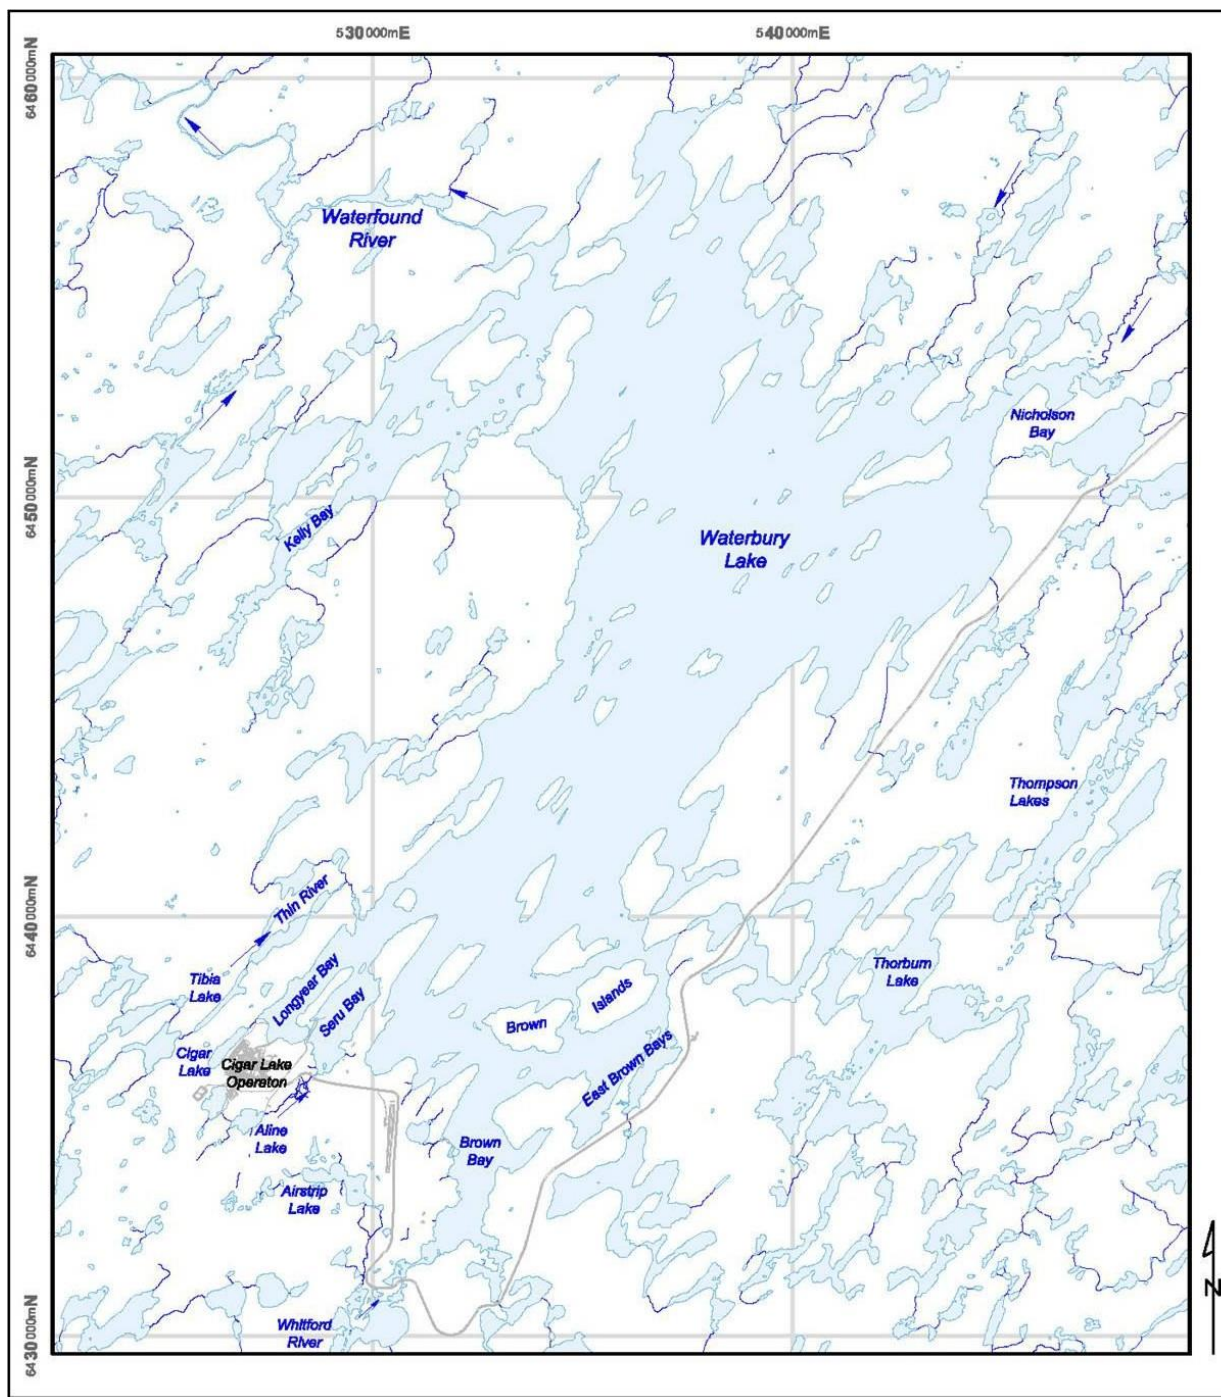 530000mE
540000mE
6460000mN
Waterfound
River
Nicholson
Bay
6450000mN
Kelly Bay
Waterbury
Lake
Thompson
Lakes
Thin River
6440000mN
Tibia
Lake
Longyear Bay
Seru Bay
Thorburn
Lake
Islands
Brown
Cigar
Lake
Cigar Lake
Operaton
East Brown Bays
Aline
Lake
Brown
Bay
Airstrip
Lake
Whitford
River
6430000mN
N